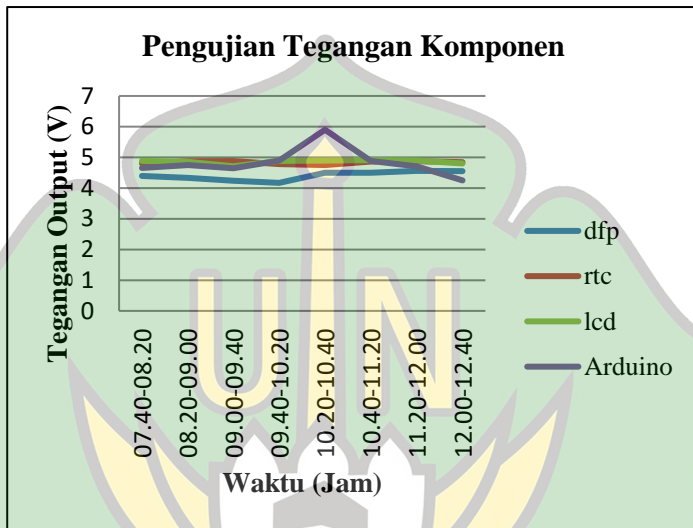 Pengujian Tegangan Komponen
Tegangan Output (V)
7
6
5
4
3
2
1
0
07.40-08.20
08.20-09.00
09.00-09.40
09.40-10.20
10.20-10.40
10.40-11.20
11.20-12.00
12.00-12.40
Waktu (Jam)
dfp
rtc
lcd
Arduino
UIN